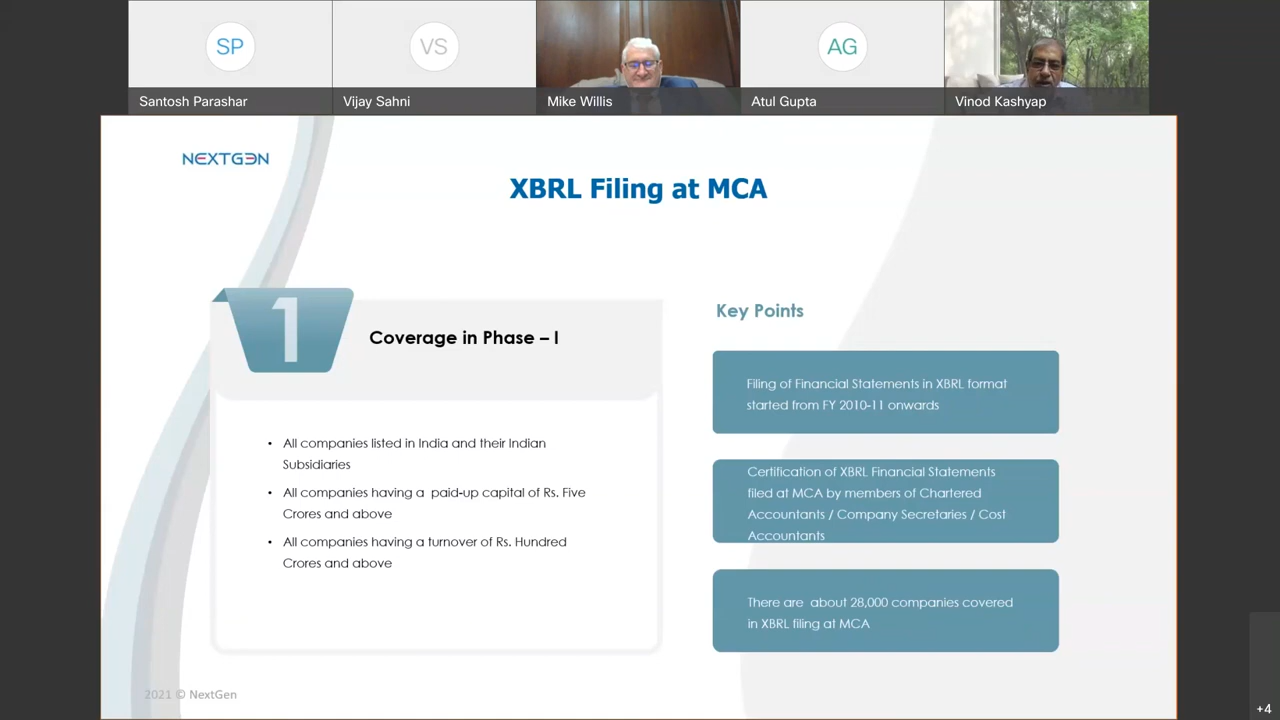 SP
VS
AG
Santosh Parashar
Vijay Sahni
Mike Willis
Atul Gupta
Vinod Kashyap
NEXTGEN
XBRL Filing at MCA
1
Coverage in Phase – I
• All companies listed in India and their Indian
Subsidiaries
• All companies having a paid-up capital of Rs. Five
Crores and above
• All companies having a turnover of Rs. Hundred
Crores and above
Key Points
Filing of Financial Statements in XBRL format
started from FY 2010-11 onwards
Certification of XBRL Financial Statements
filed at MCA by members of Chartered
Accountants / Company Secretaries / Cost
Accountants
There are about 28,000 companies covered
in XBRL filing at MCA
2021 © NextGen
+4